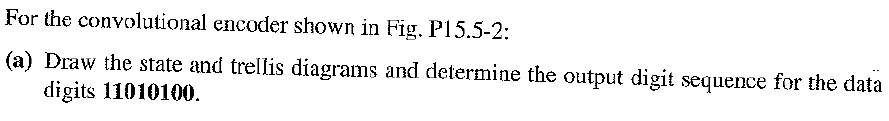 For the convolutional encoder shown in Fig. P15.5-2:
(a) Draw the state and trellis diagrams and determine the output digit sequence for the data
digits 11010100.